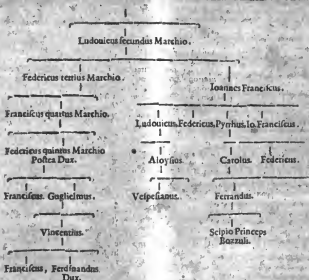 Ludouicus secundus Marchio.
Federicus tertius Marchio.
Ioannes Franciscus.
Franciscus quartus Marchio.
Ludouicus. Federicus. Pyrrhus. Io. Franciscus.
Federicus quintus Marchio
Postea Dux.
Aloysius. Carolus. Federicus.
Franciscus. Guglielmus.
Vespesianus. Ferrandus.
Vincentius.
Scipio Princeps
Bozzuli.
Franciscus, Ferdinandus
Dux.